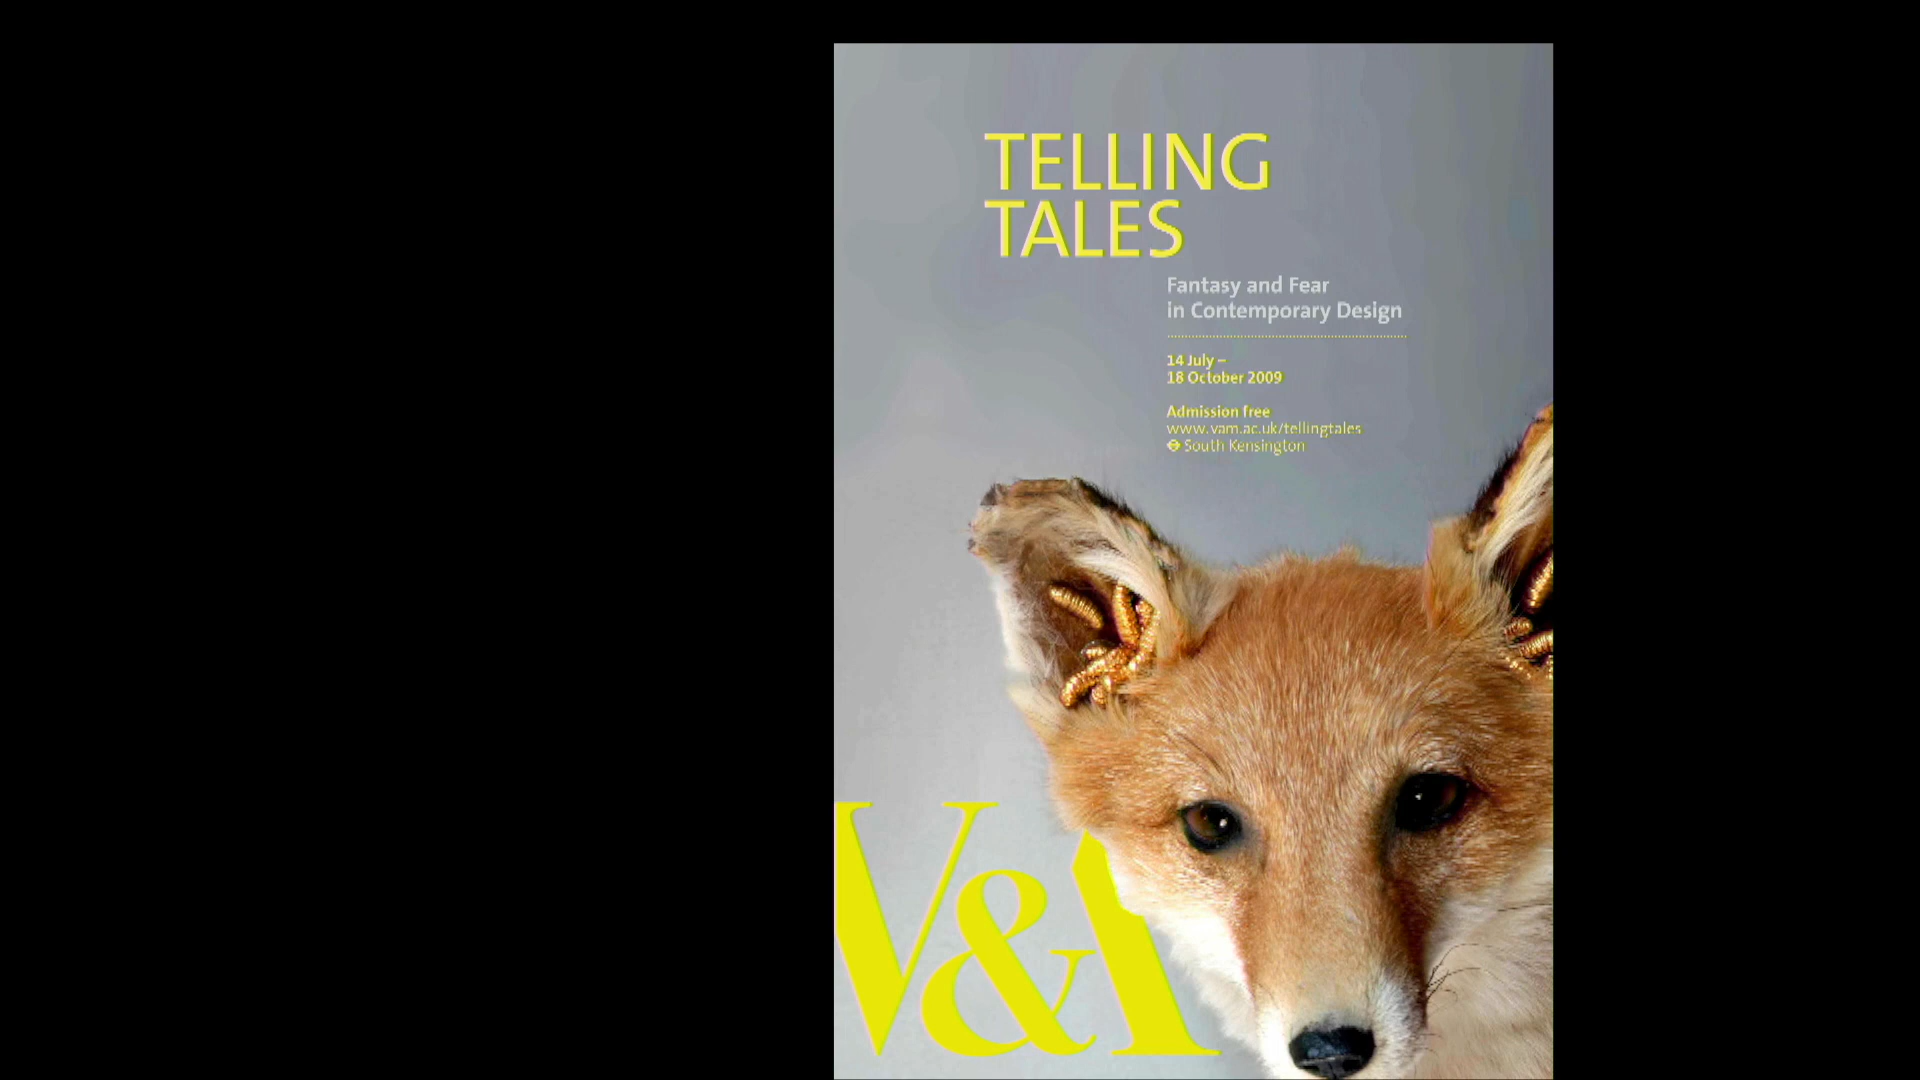 TELLING
TALES
Fantasy and Fear
in Contemporary Design
14 July –
18 October 2009
Admission free
www.vam.ac.uk/tellingtales
South Kensington
V&A